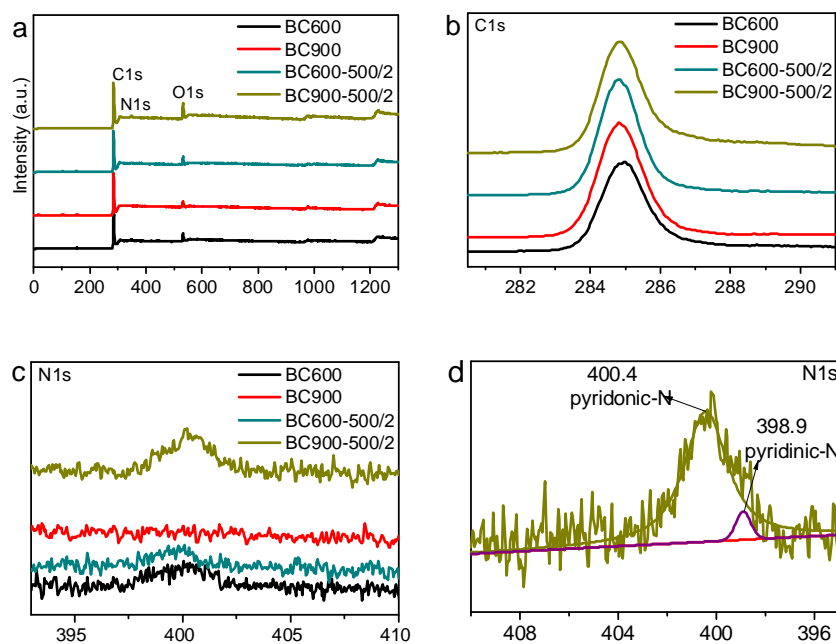 a
BC600
BC900
BC600-500/2
BC900-500/2
C1s
N1s
O1s
Intensity (a.u.)
0 200 400 600 800 1000 1200
b
C1s
BC600
BC900
BC600-500/2
BC900-500/2
282 284 286 288 290
c
N1s
BC600
BC900
BC600-500/2
BC900-500/2
395 400 405 410
d
N1s
400.4
pyridonic-N
398.9
pyridinic-N
408 404 400 396